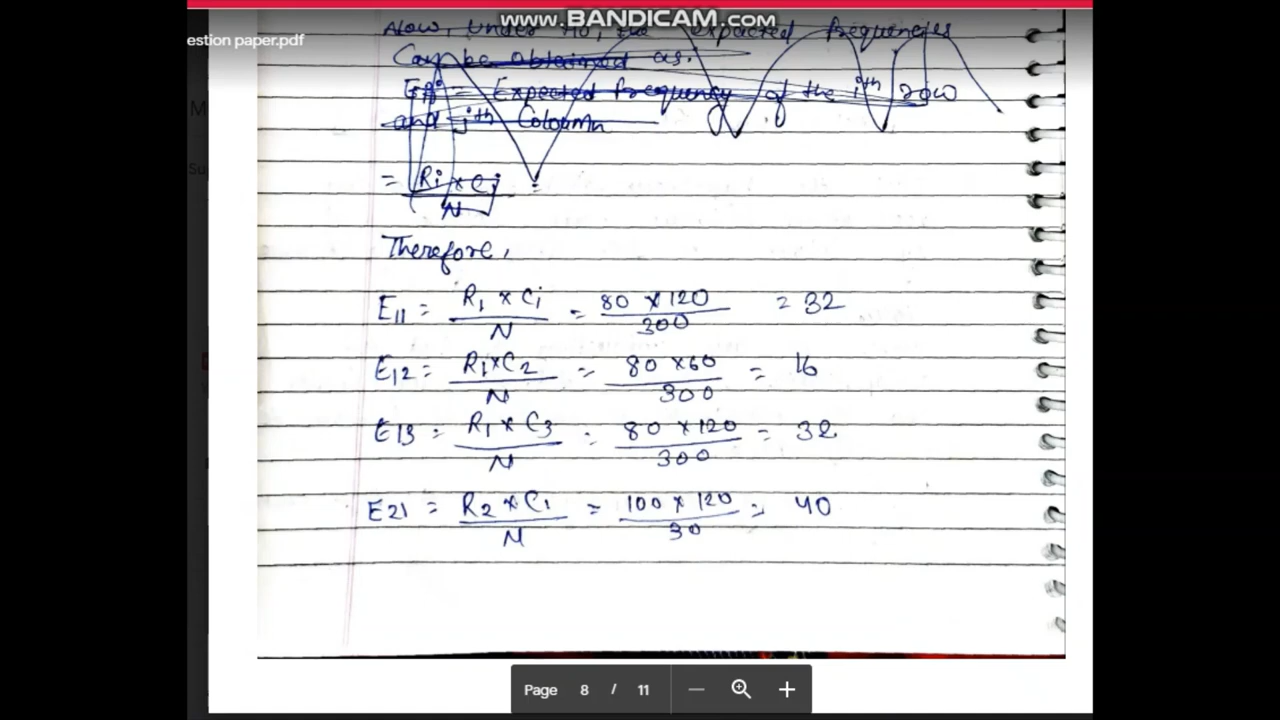 www.BANDICAM.com
Now, Under H0, the expected frequencies
estion paper.pdf
Can be obtained as.
= Expected frequency of the ith row
and jth Coloumn
= Ri × Cj / N
Therefore,
E11 = R1 × Ci / N = 80 × 120 / 300 = 32
E12 = R1 × C2 / N = 80 × 60 / 300 = 16
E13 = R1 × C3 / N = 80 × 120 / 300 = 32
E21 = R2 × C1 / N = 100 × 120 / 30 = 40
Page 8 / 11